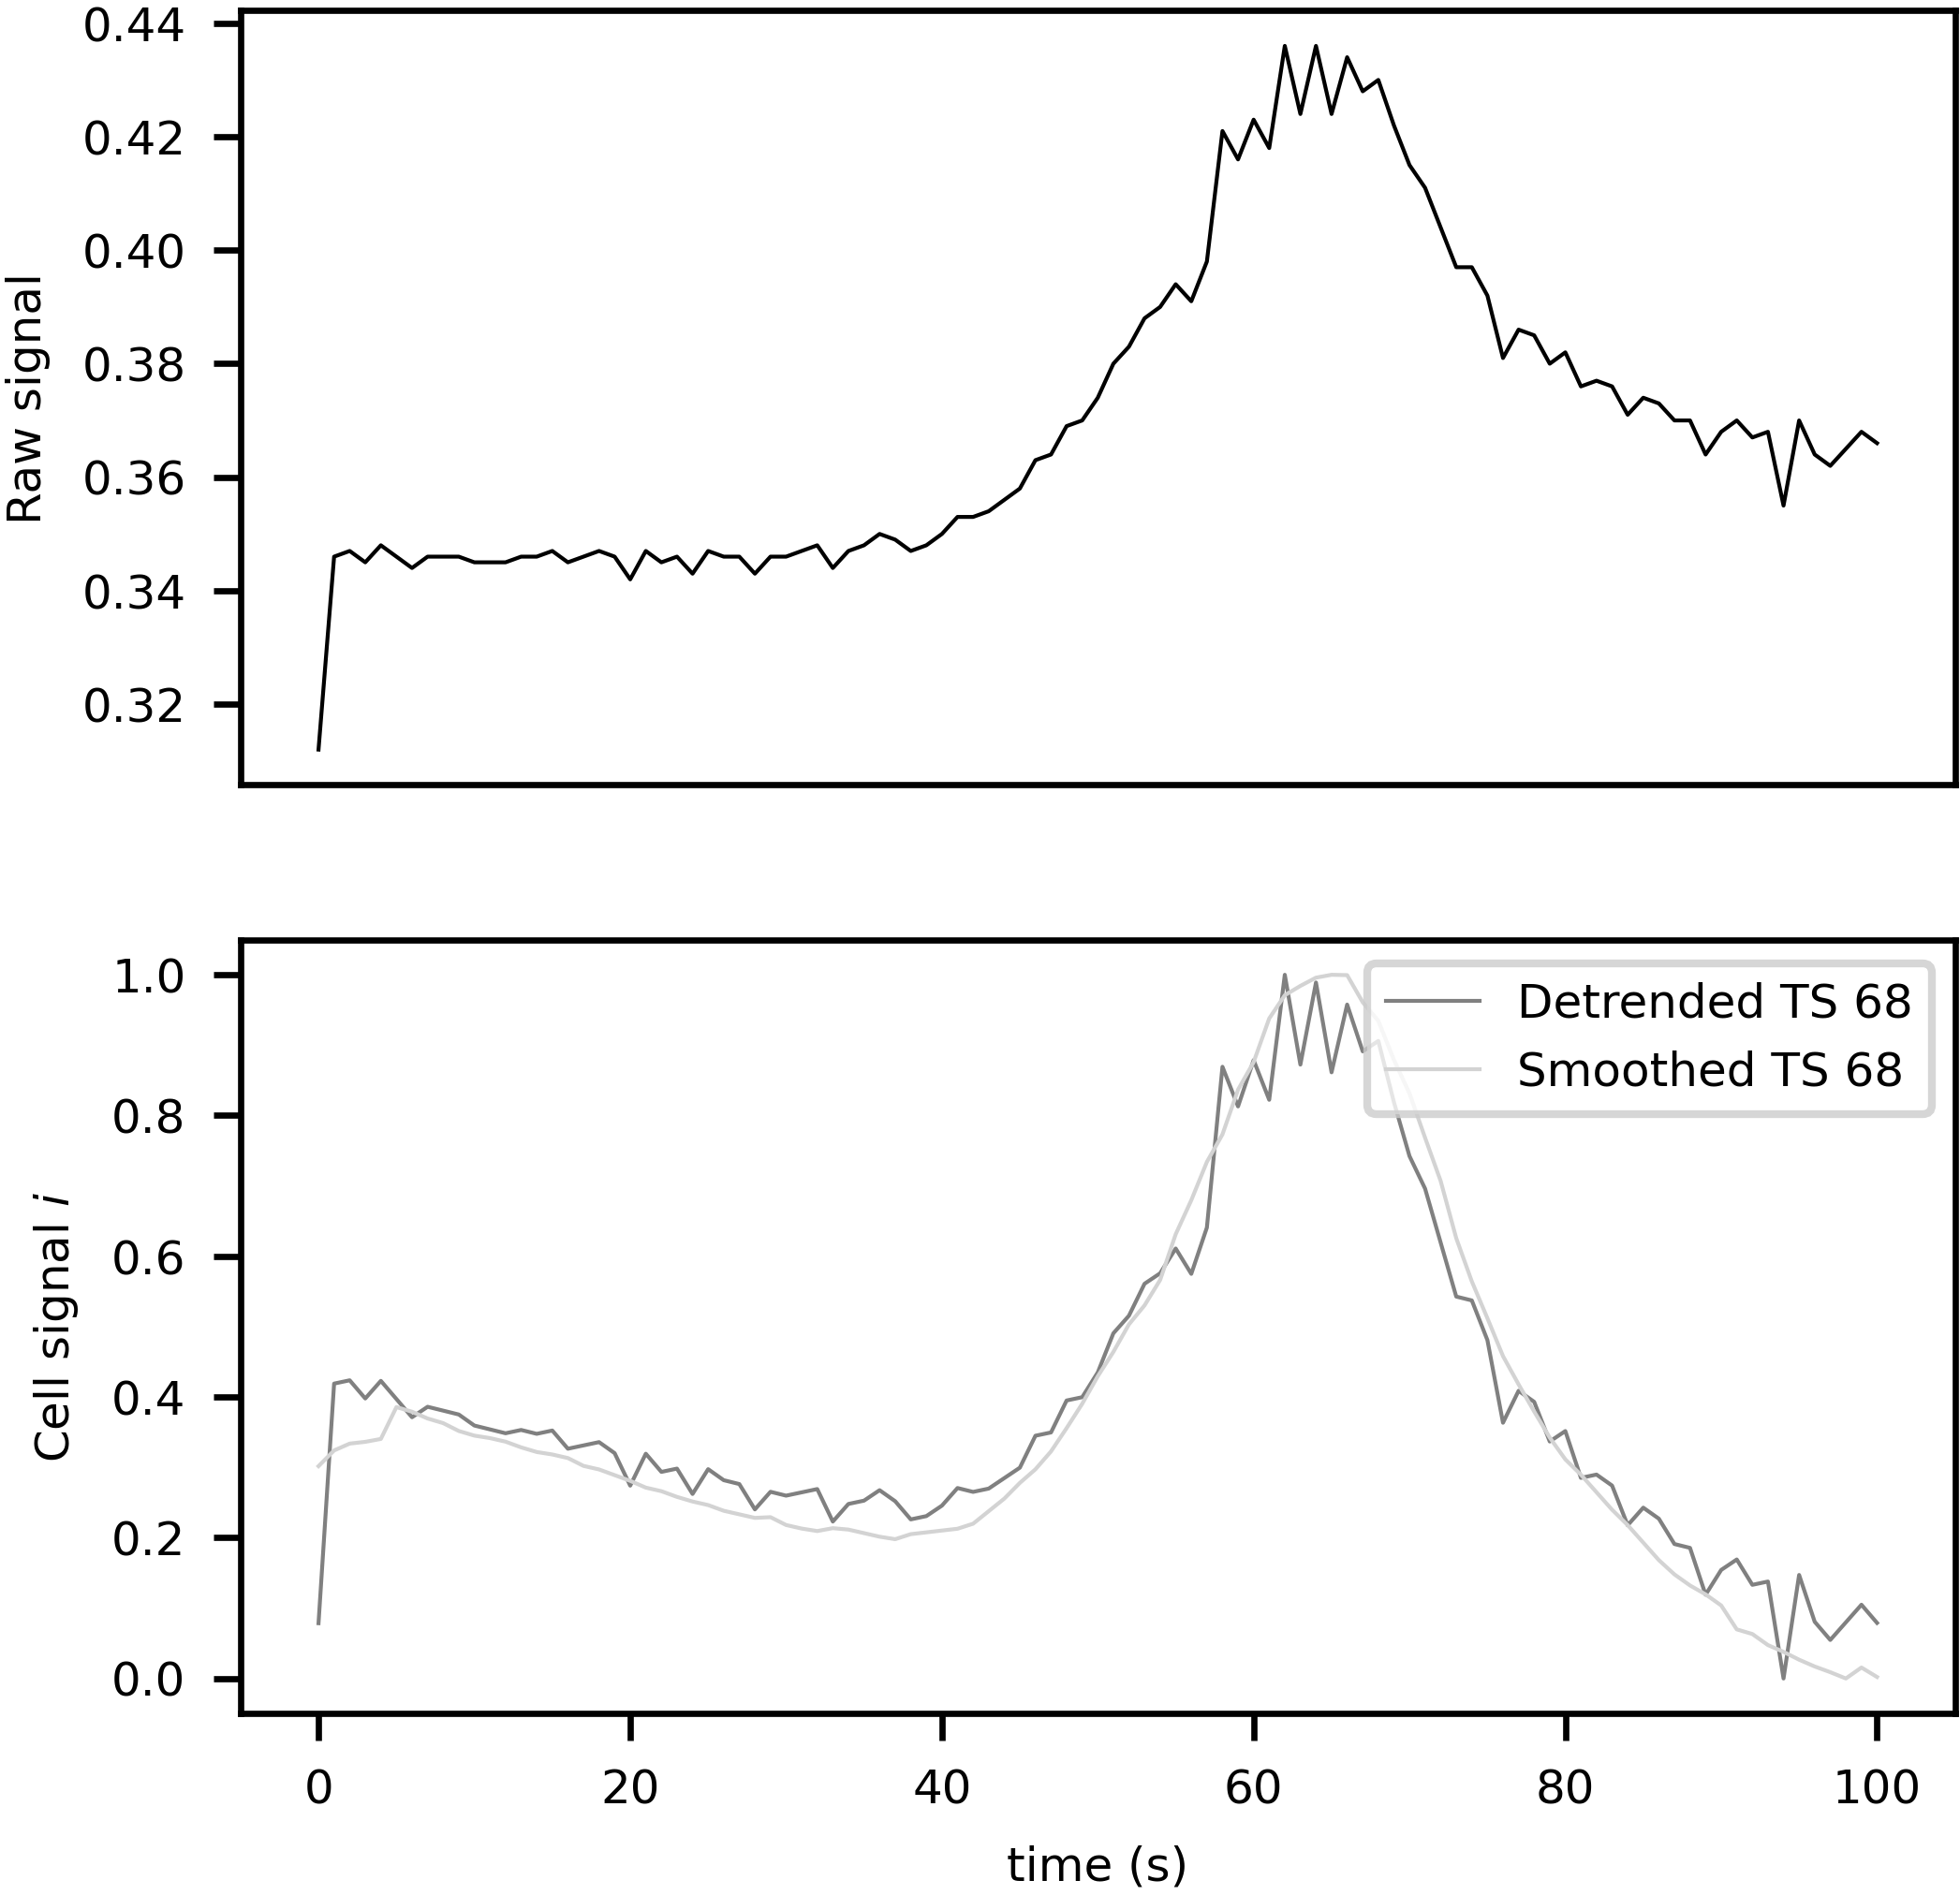 0.44
0.42
0.40
0.38
0.36
0.34
0.32
Raw signal
1.0
0.8
0.6
0.4
0.2
0.0
Cell signal i
Detrended TS 68
Smoothed TS 68
0 20 40 60 80 100
time (s)